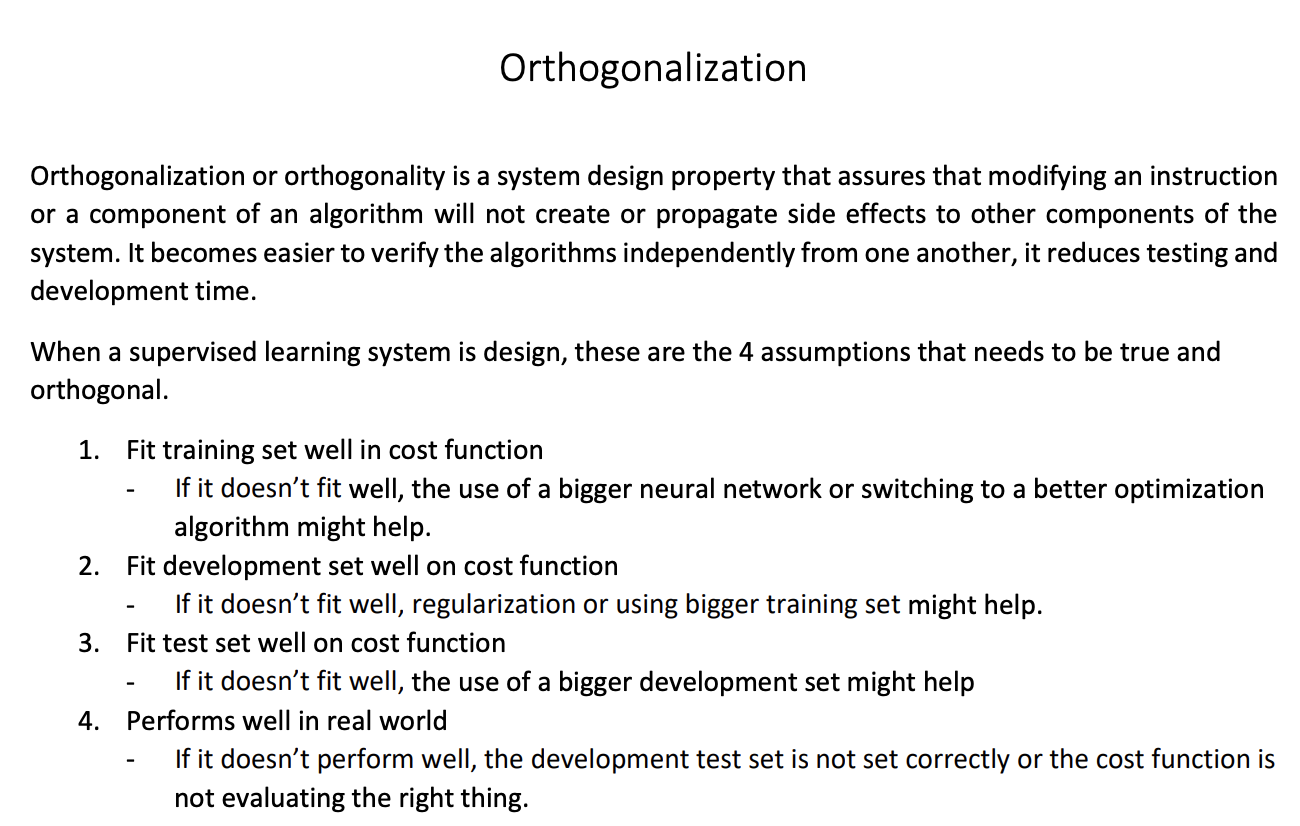 Orthogonalization
Orthogonalization or orthogonality is a system design property that assures that modifying an instruction
or a component of an algorithm will not create or propagate side effects to other components of the
system. It becomes easier to verify the algorithms independently from one another, it reduces testing and
development time.
When a supervised learning system is design, these are the 4 assumptions that needs to be true and
orthogonal.
1. Fit training set well in cost function
- If it doesn’t fit well, the use of a bigger neural network or switching to a better optimization
algorithm might help.
2. Fit development set well on cost function
- If it doesn’t fit well, regularization or using bigger training set might help.
3. Fit test set well on cost function
- If it doesn’t fit well, the use of a bigger development set might help
4. Performs well in real world
- If it doesn’t perform well, the development test set is not set correctly or the cost function is
not evaluating the right thing.